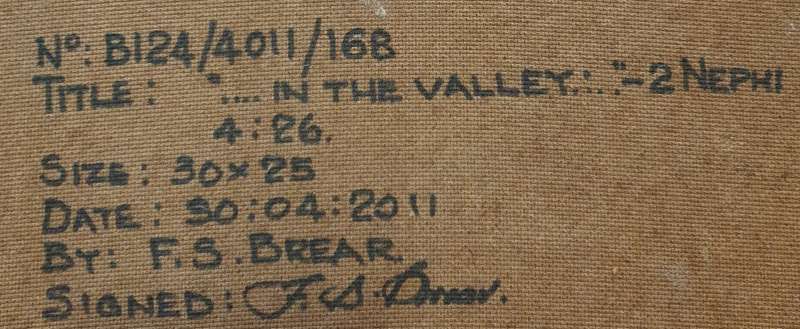 Nº: B124/4011/168
TITLE: "....IN THE VALLEY...."-2 NEPHI
4:26.
SIZE: 30×25
DATE: 30:04:2011
BY: F.S.BREAR.
SIGNED: F.S.Brear.